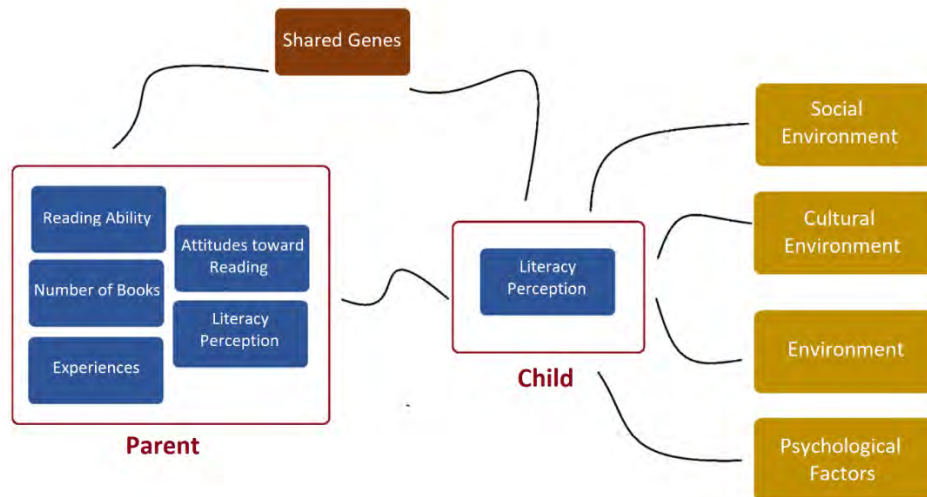 Shared Genes
Reading Ability
Attitudes toward
Reading
Number of Books
Literacy
Perception
Experiences
Parent
Literacy
Perception
Child
Social
Environment
Cultural
Environment
Environment
Psychological
Factors